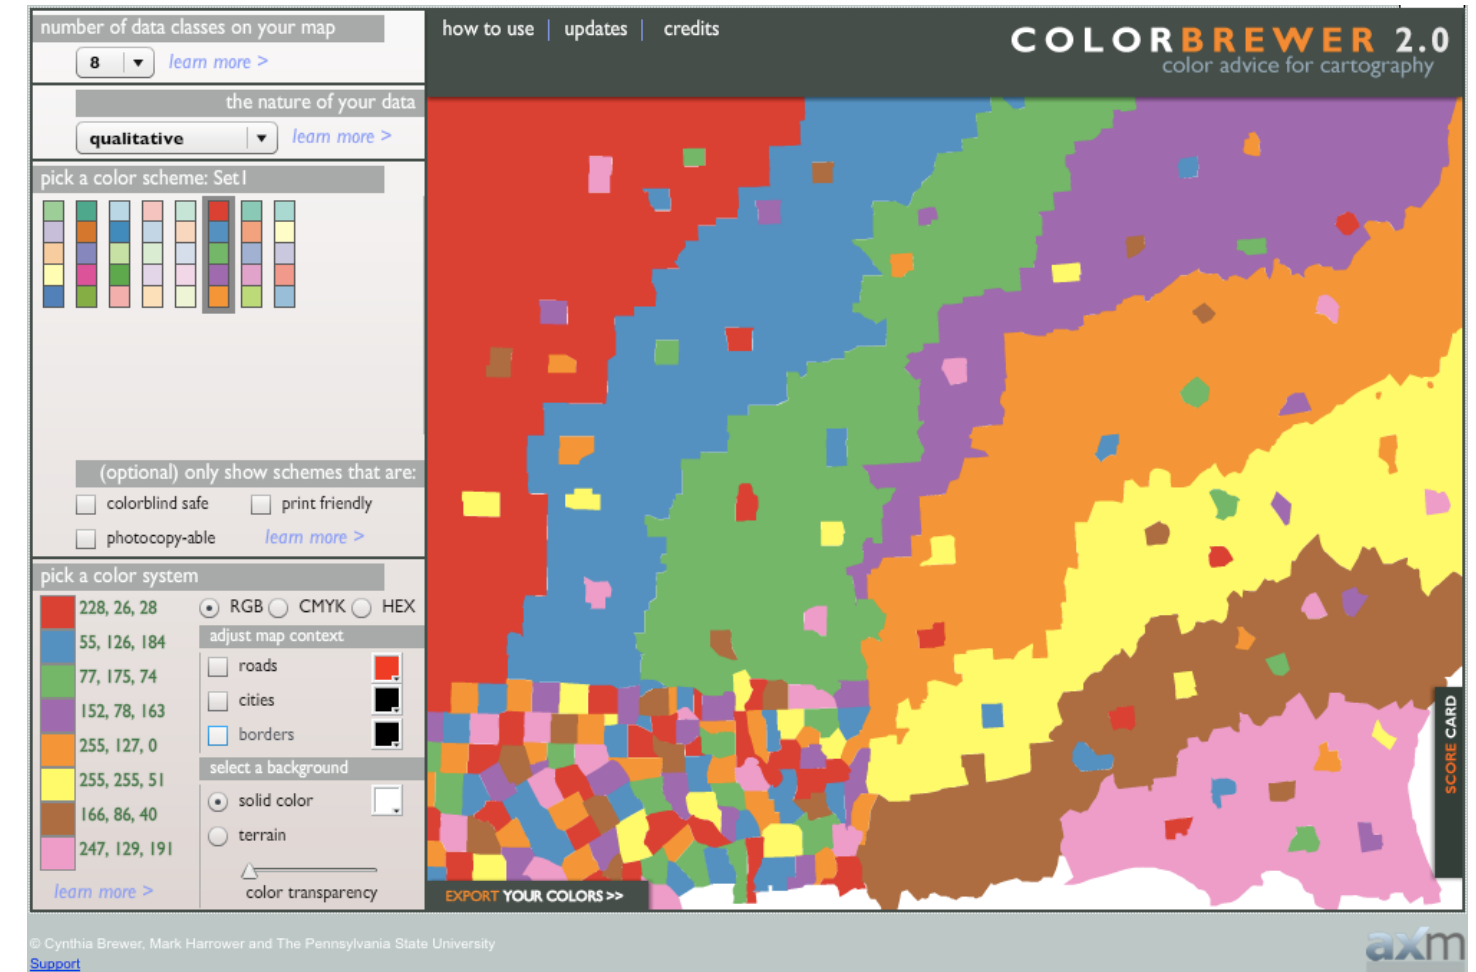 number of data classes on your map
8
learn more >
the nature of your data
qualitative
learn more >
pick a color scheme: Set1
(optional) only show schemes that are:
colorblind safe
print friendly
photocopy-able
learn more >
pick a color system
228, 26, 28
55, 126, 184
77, 175, 74
152, 78, 163
255, 127, 0
255, 255, 51
166, 86, 40
247, 129, 191
learn more >
RGB
CMYK
HEX
adjust map context
roads
cities
borders
select a background
solid color
terrain
color transparency
how to use | updates | credits
COLORBREWER 2.0
color advice for cartography
SCORE CARD
EXPORT YOUR COLORS >>
© Cynthia Brewer, Mark Harrower and The Pennsylvania State University
Support
axm